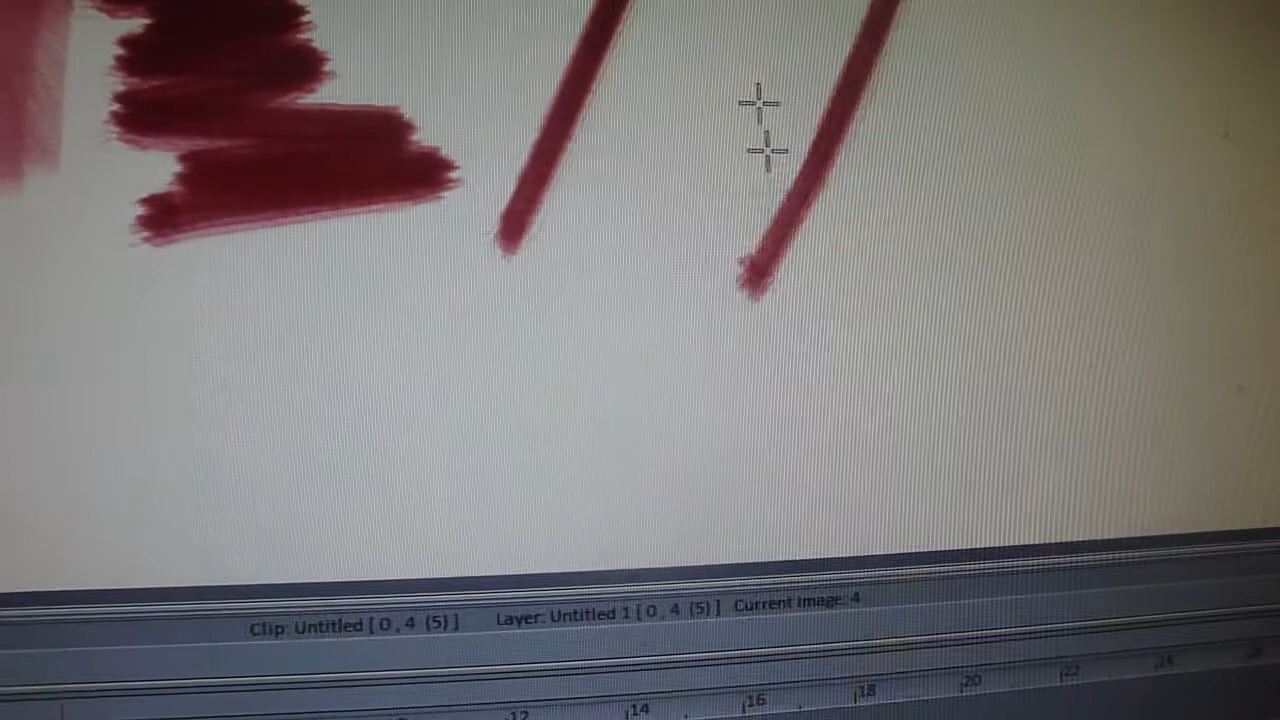 Clip: Untitled [ 0 , 4 (5) ] Layer: Untitled 1 [ 0 , 4 (5) ] Current image: 4
12 14 16 18 20 22 24